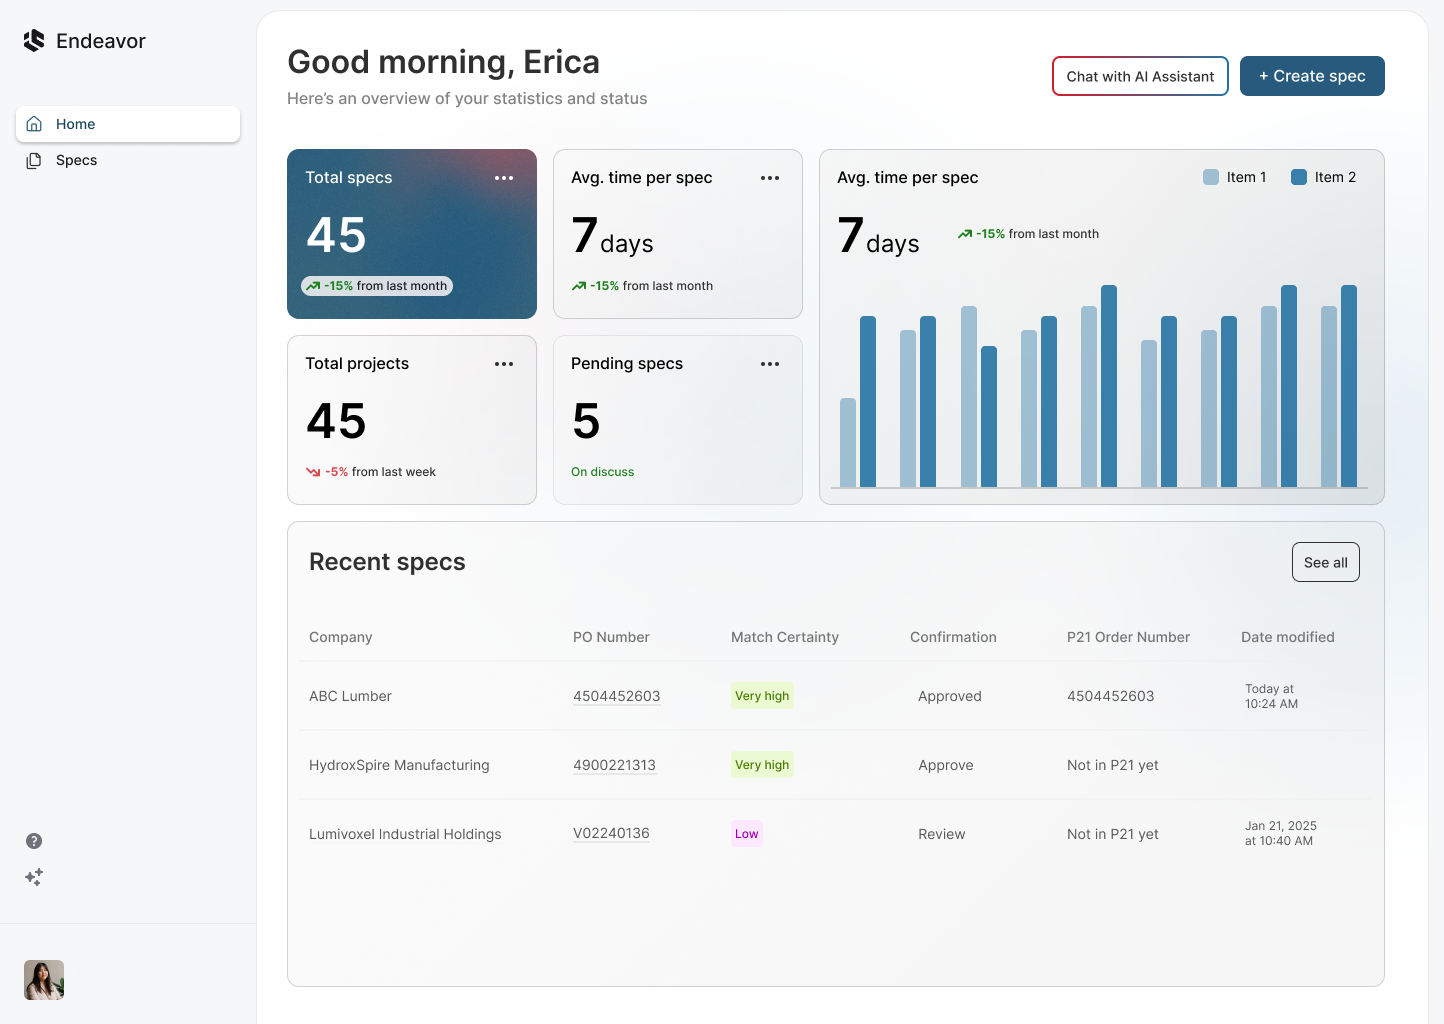 Endeavor
Home
Specs
Good morning, Erica
Here's an overview of your statistics and status
Chat with AI Assistant
+ Create spec
Total specs
45
-15% from last month
Avg. time per spec
7 days
-15% from last month
Total projects
45
-5% from last week
Pending specs
5
On discuss
Avg. time per spec
Item 1
Item 2
7 days
-15% from last month
Recent specs
See all
Company PO Number Match Certainty Confirmation P21 Order Number Date modified
ABC Lumber 4504452603 Very high Approved 4504452603 Today at
10:24 AM
HydroxSpire Manufacturing 4900221313 Very high Approve Not in P21 yet
Lumivoxel Industrial Holdings V02240136 Low Review Not in P21 yet Jan 21, 2025
at 10:40 AM